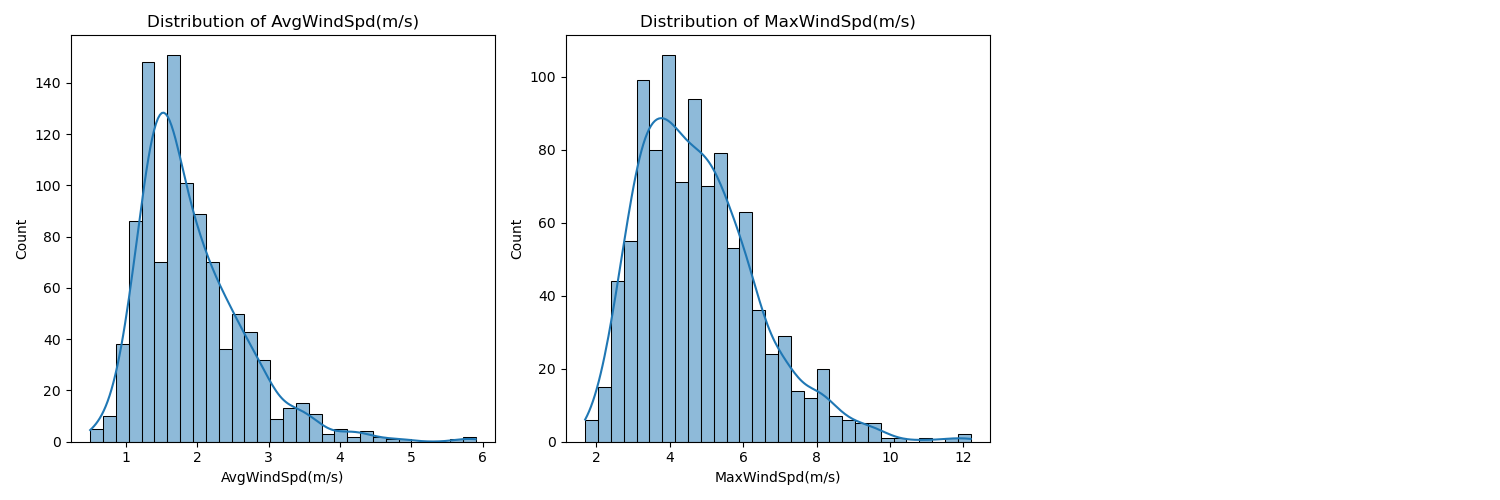 Distribution of AvgWindSpd(m/s)
Count
140
120
100
80
60
40
20
0
1 2 3 4 5 6
AvgWindSpd(m/s)
Distribution of MaxWindSpd(m/s)
Count
100
80
60
40
20
0
2 4 6 8 10 12
MaxWindSpd(m/s)